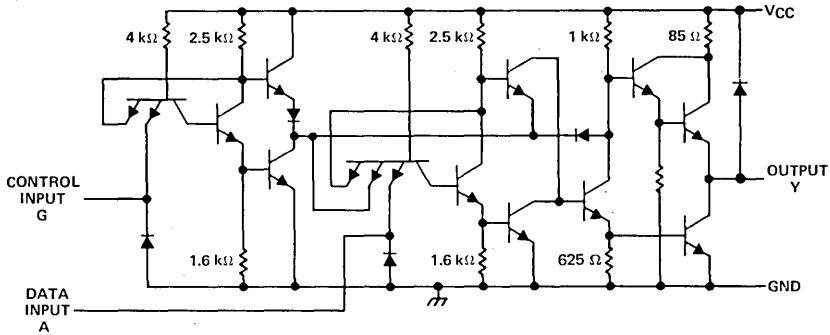 VCC
4 kΩ 2.5 kΩ 4 kΩ 2.5 kΩ 1 kΩ 85 Ω
CONTROL
INPUT
G
OUTPUT
Y
1.6 kΩ 1.6 kΩ 625 Ω
GND
DATA
INPUT
A